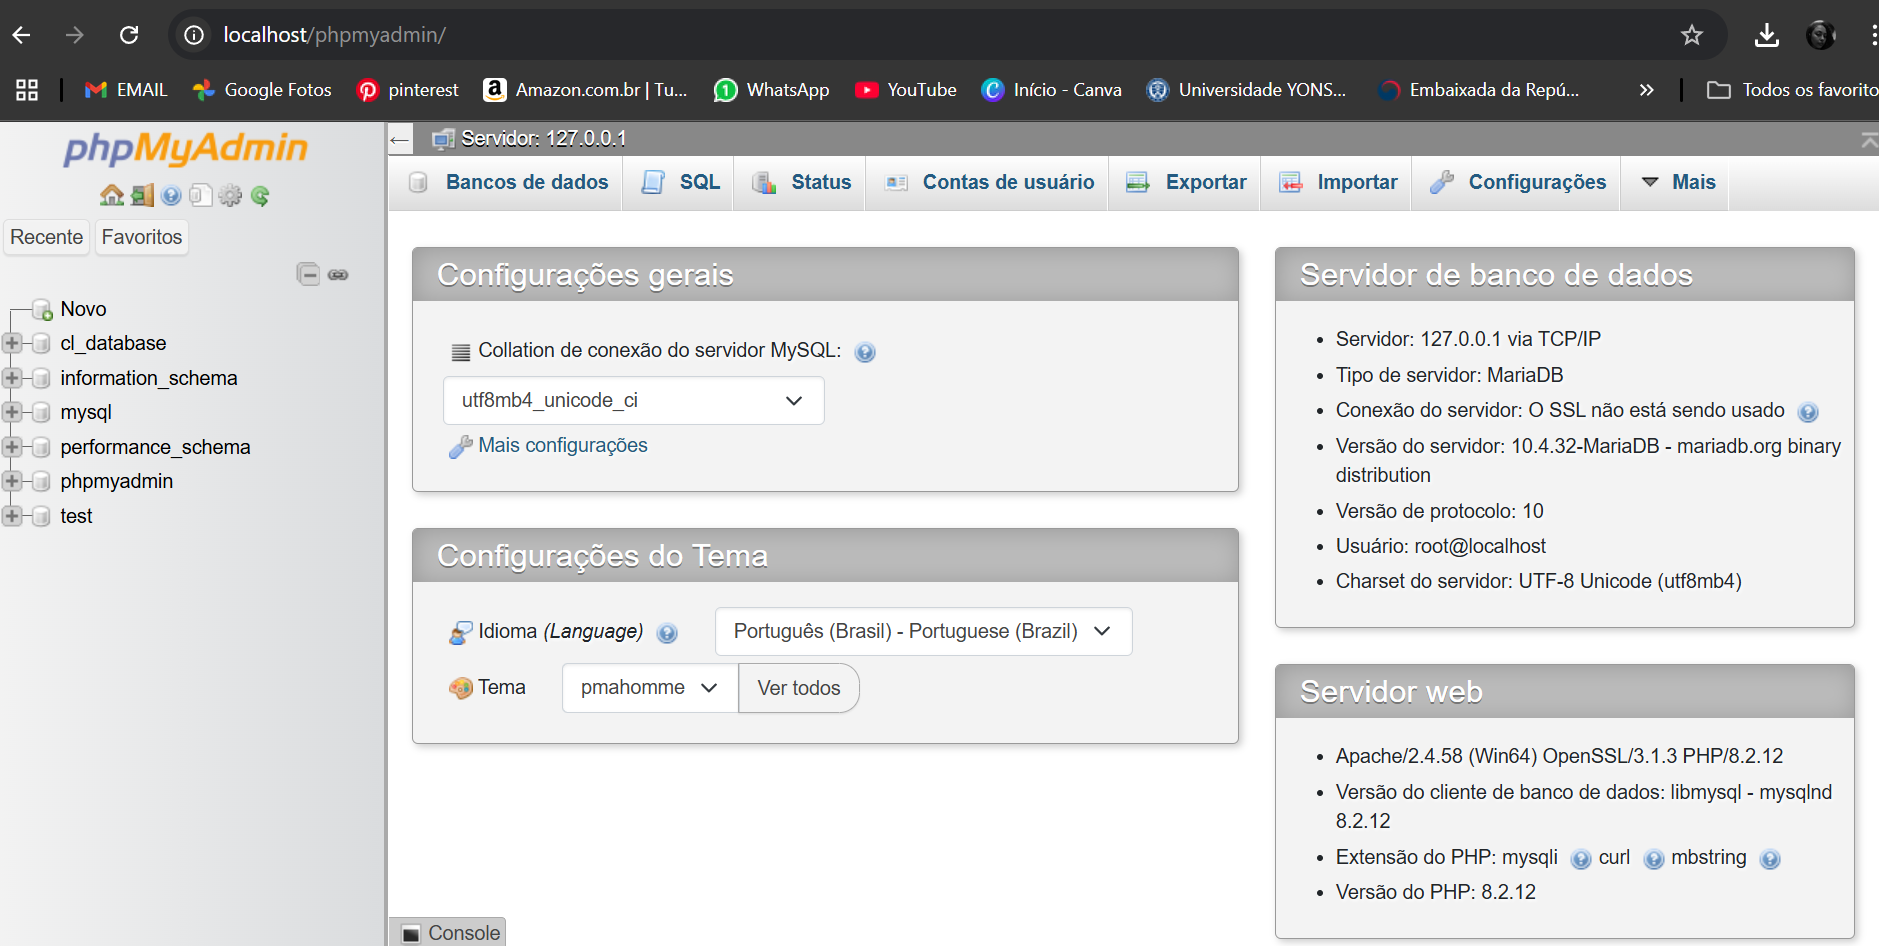 localhost/phpmyadmin/
EMAIL
Google Fotos
pinterest
Amazon.com.br | Tu...
WhatsApp
YouTube
Início - Canva
Universidade YONS...
Embaixada da Repú...
»
Todos os favorito
phpMyAdmin
Recente
Favoritos
Novo
cl_database
information_schema
mysql
performance_schema
phpmyadmin
test
Servidor: 127.0.0.1
Bancos de dados
SQL
Status
Contas de usuário
Exportar
Importar
Configurações
Mais
Configurações gerais
Collation de conexão do servidor MySQL:
utf8mb4_unicode_ci
Mais configurações
Configurações do Tema
Idioma (Language)
Português (Brasil) - Portuguese (Brazil)
Tema
pmahomme
Ver todos
Servidor de banco de dados
• Servidor: 127.0.0.1 via TCP/IP
• Tipo de servidor: MariaDB
• Conexão do servidor: O SSL não está sendo usado
• Versão do servidor: 10.4.32-MariaDB - mariadb.org binary
distribution
• Versão de protocolo: 10
• Usuário: root@localhost
• Charset do servidor: UTF-8 Unicode (utf8mb4)
Servidor web
• Apache/2.4.58 (Win64) OpenSSL/3.1.3 PHP/8.2.12
• Versão do cliente de banco de dados: libmysql - mysqlnd
8.2.12
• Extensão do PHP: mysqli curl mbstring
• Versão do PHP: 8.2.12
Console